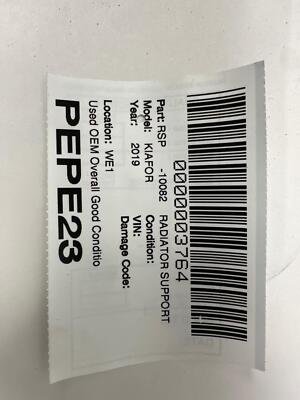 0000003764
Part: RSP -10082 RADIATOR SUPPORT
Model: KIAFOR Condition:
Year: 2019 VIN:
Damage Code:
Location: WE1
Used OEM Overall Good Conditio
PEPE23